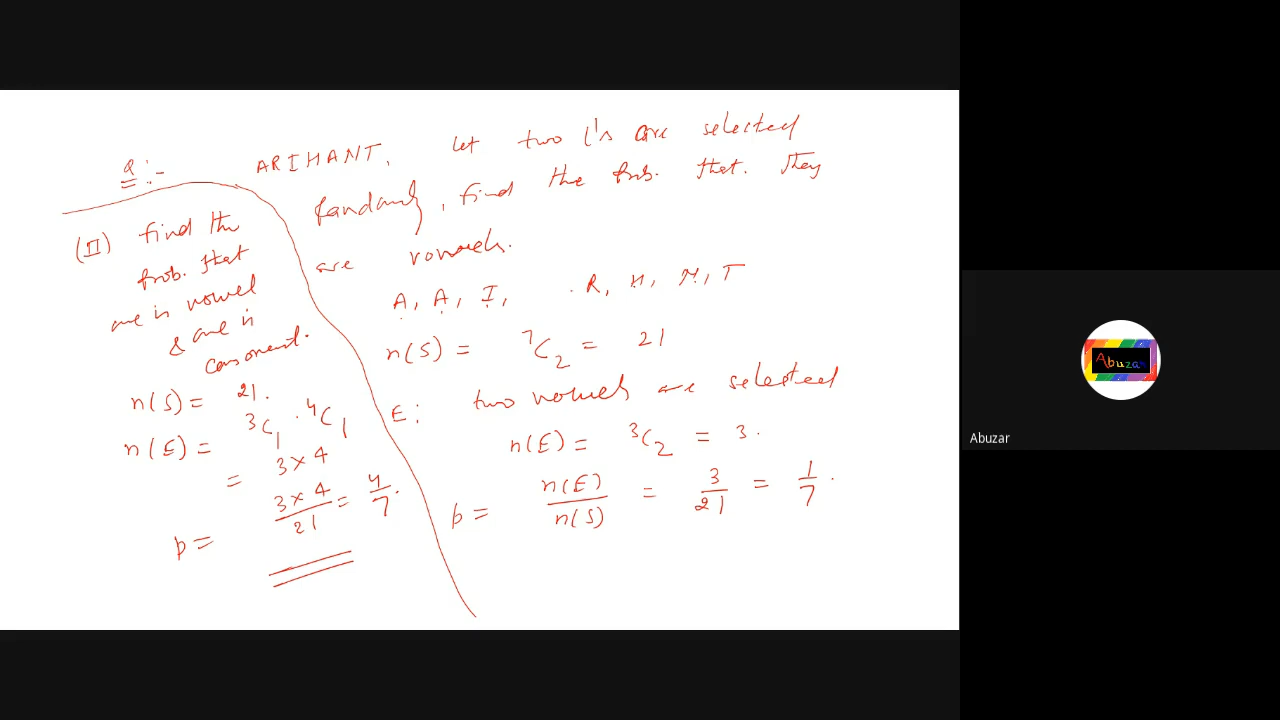 Q:-
ARIHANT, let two l's are selected
randomly, find the prob. that. they
are vowels.
A, A, I, R, H, N, T
n(S) = ⁷C₂ = 21
E: two vowels are selected
n(E) = ³C₂ = 3.
p = n(E)/n(S) = 3/21 = 1/7.
(II) find the
prob. that
one is vowel
& one is
consonent.
n(S) = 21.
n(E) = ³C₁ · ⁴C₁
= 3×4
p = 3×4/21 = 4/7.
Abuzar
Abuzar